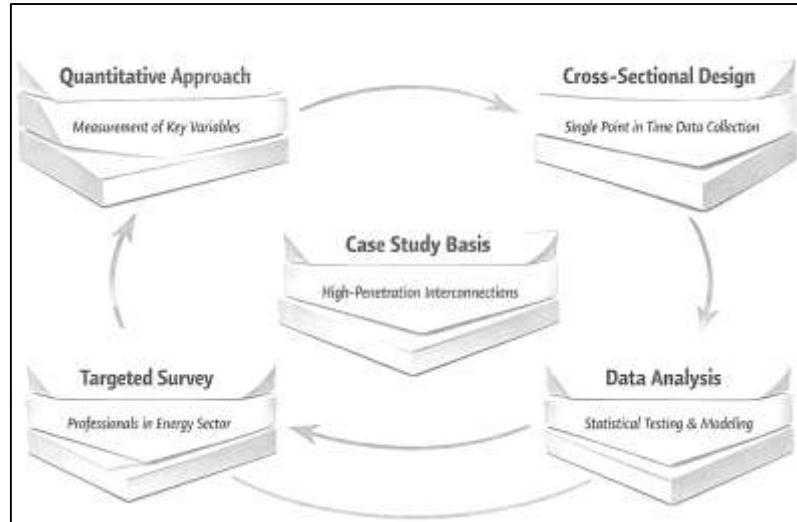 Quantitative Approach
Measurement of Key Variables
Cross-Sectional Design
Single Point in Time Data Collection
Case Study Basis
High-Penetration Interconnections
Targeted Survey
Professionals in Energy Sector
Data Analysis
Statistical Testing & Modeling